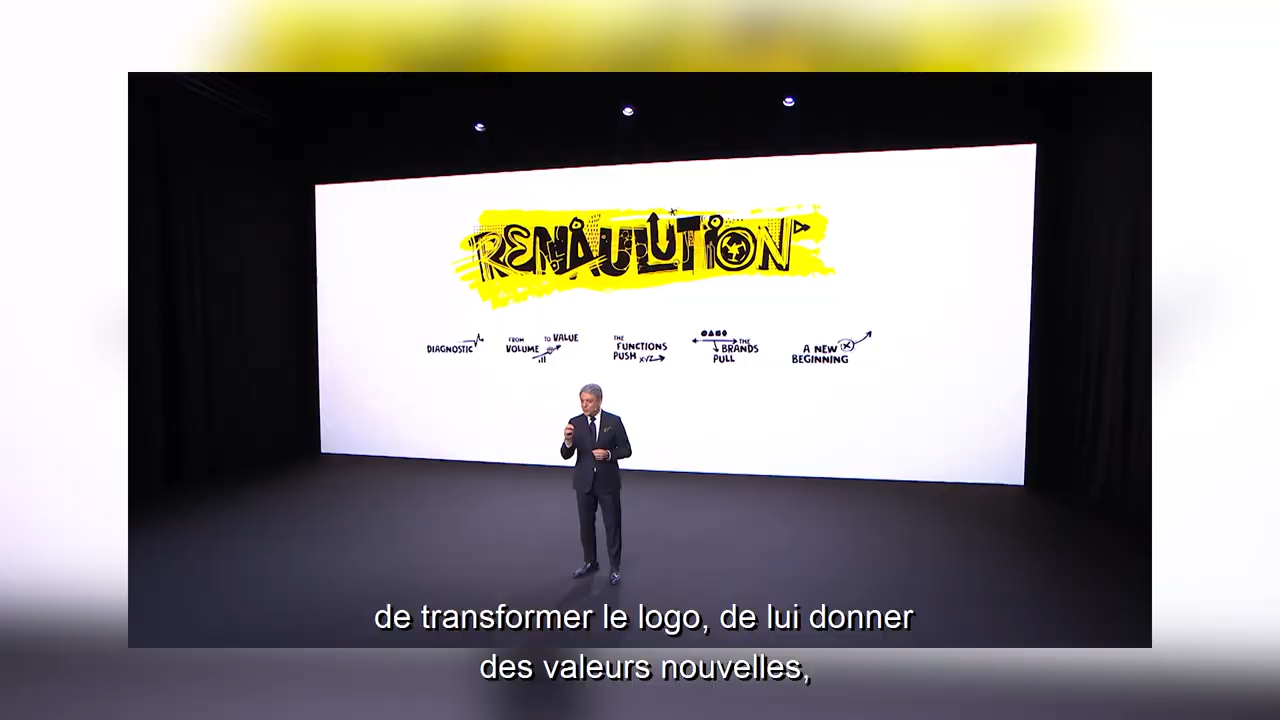 RENAULUTION
DIAGNOSTIC
FROM VOLUME TO VALUE
THE
FUNCTIONS
PUSH XYZ
THE
BRANDS
PULL
A NEW
BEGINNING
de transformer le logo, de lui donner
des valeurs nouvelles,